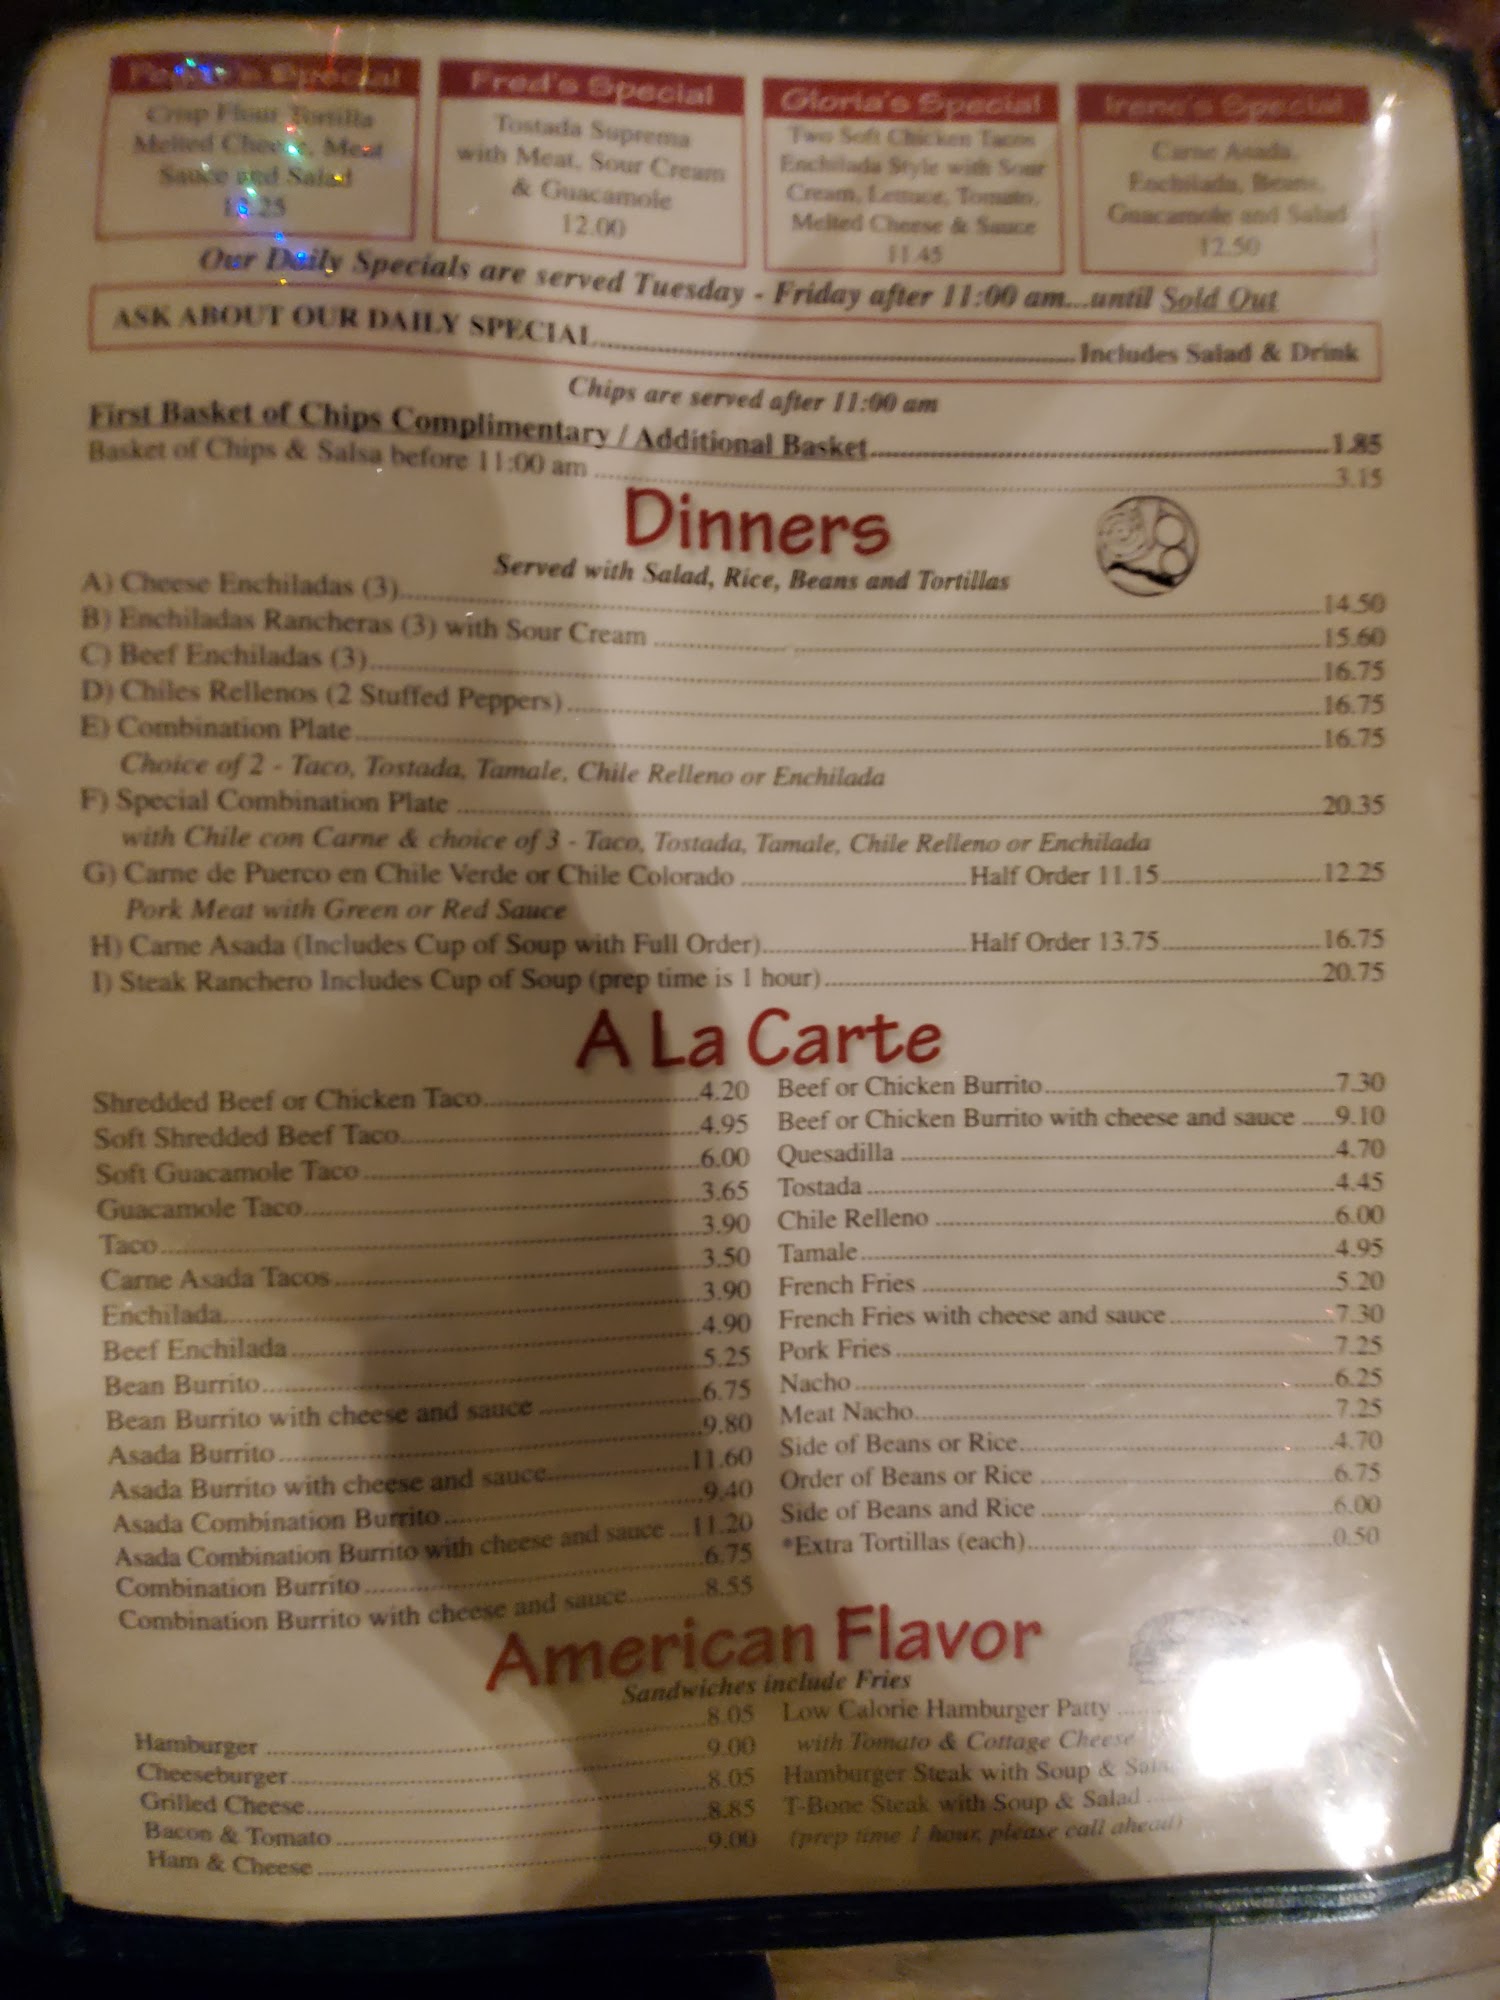 Special
Crisp Flour Tortilla
Melted Cheese, Meat
Sauce and Salad
Fred's Special
Tostada Suprema
with Meat, Sour Cream
& Guacamole
12.00
Gloria's Special
Two Soft Chicken Tacos
Enchilada Style with Sour
Cream, Lettuce, Tomato,
Melted Cheese & Sauce
11.45
Irene's Special
Carne Asada,
Enchilada, Beans,
Guacamole and Salad
12.50
Our Daily Specials are served Tuesday - Friday after 11:00 am...until Sold Out
ASK ABOUT OUR DAILY SPECIAL Includes Salad & Drink
Chips are served after 11:00 am
First Basket of Chips Complimentary / Additional Basket 1.85
Basket of Chips & Salsa before 11:00 am 3.15
Dinners
Served with Salad, Rice, Beans and Tortillas
A) Cheese Enchiladas (3) 14.50
B) Enchiladas Rancheras (3) with Sour Cream 15.60
C) Beef Enchiladas (3) 16.75
D) Chiles Rellenos (2 Stuffed Peppers) 16.75
E) Combination Plate 16.75
Choice of 2 - Taco, Tostada, Tamale, Chile Relleno or Enchilada
F) Special Combination Plate 20.35
with Chile con Carne & choice of 3 - Taco, Tostada, Tamale, Chile Relleno or Enchilada
G) Carne de Puerco en Chile Verde or Chile Colorado Half Order 11.15 12.25
Pork Meat with Green or Red Sauce
H) Carne Asada (Includes Cup of Soup with Full Order) Half Order 13.75 16.75
I) Steak Ranchero Includes Cup of Soup (prep time is 1 hour) 20.75
A La Carte
Shredded Beef or Chicken Taco 4.20
Soft Shredded Beef Taco 4.95
Soft Guacamole Taco 6.00
Guacamole Taco 3.65
Taco 3.90
Carne Asada Tacos 3.50
Enchilada 3.90
Beef Enchilada 4.90
Bean Burrito 5.25
Bean Burrito with cheese and sauce 6.75
Asada Burrito 9.80
Asada Burrito with cheese and sauce 11.60
Asada Combination Burrito 9.40
Asada Combination Burrito with cheese and sauce 11.20
Combination Burrito 6.75
Combination Burrito with cheese and sauce 8.55
Beef or Chicken Burrito 7.30
Beef or Chicken Burrito with cheese and sauce 9.10
Quesadilla 4.70
Tostada 4.45
Chile Relleno 6.00
Tamale 4.95
French Fries 5.20
French Fries with cheese and sauce 7.30
Pork Fries 7.25
Nacho 6.25
Meat Nacho 7.25
Side of Beans or Rice 4.70
Order of Beans or Rice 6.75
Side of Beans and Rice 6.00
*Extra Tortillas (each) 0.50
American Flavor
Sandwiches include Fries
Hamburger 8.05
Cheeseburger 9.00
Grilled Cheese 8.05
Bacon & Tomato 8.85
Ham & Cheese 9.00
Low Calorie Hamburger Patty
with Tomato & Cottage Cheese
Hamburger Steak with Soup &
T-Bone Steak with Soup & Salad
(prep time 1 hour, please call ahead)